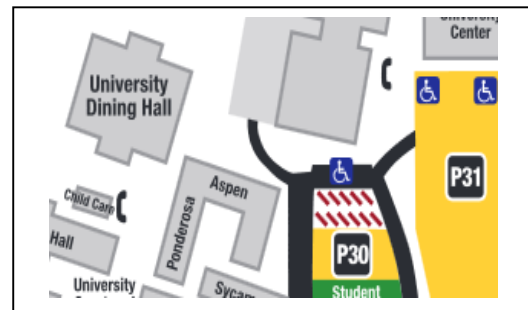 Center
University
Dining Hall
P31
Child Care
Aspen
Ponderosa
Hall
P30
University
Student